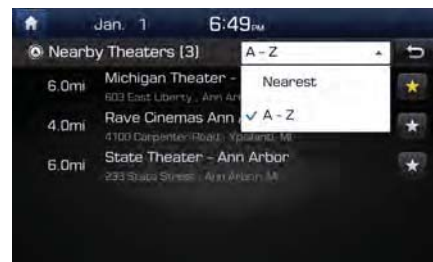 Jan. 1 6:49 PM
Nearby Theaters (3) A - Z
Nearest
✓ A - Z
6.0mi Michigan Theater -
603 East Liberty, Ann Ar
4.0mi Rave Cinemas Ann
4100 Carpenter Road, Ypsilanti, MI
6.0mi State Theater - Ann Arbor
233 State Street, Ann Arbor, MI